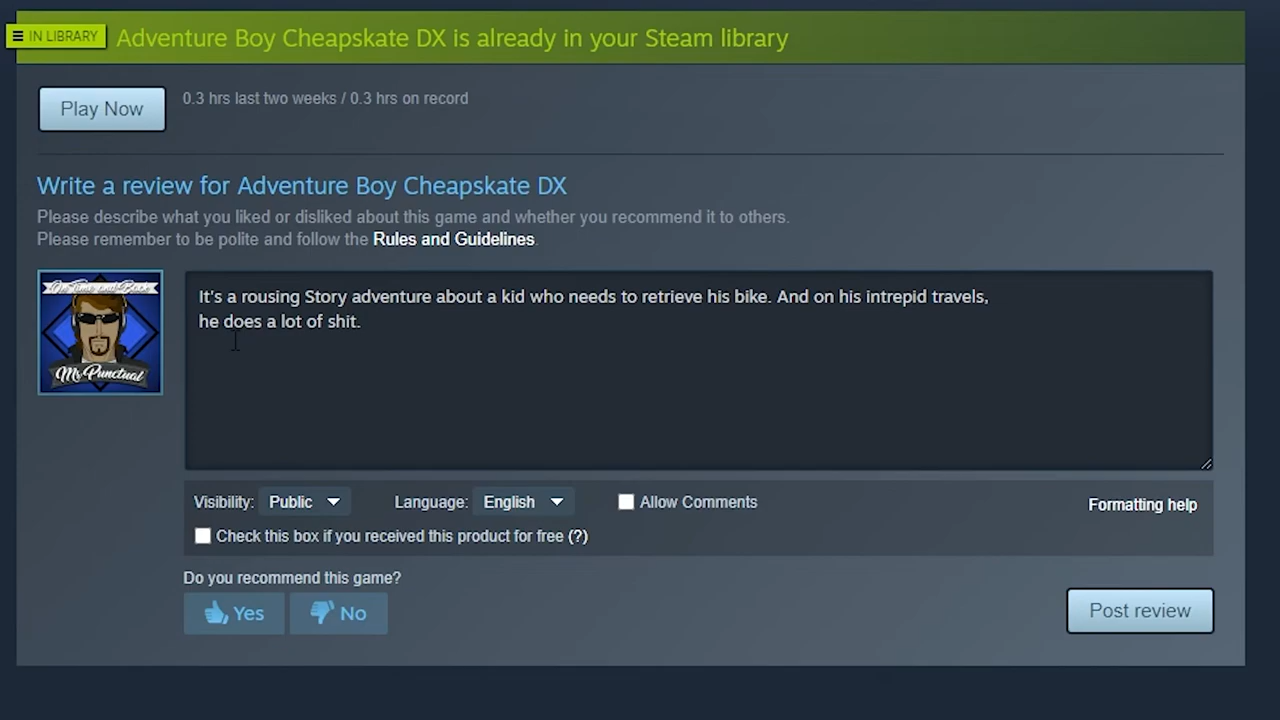 IN LIBRARY
Adventure Boy Cheapskate DX is already in your Steam library
Play Now
0.3 hrs last two weeks / 0.3 hrs on record
Write a review for Adventure Boy Cheapskate DX
Please describe what you liked or disliked about this game and whether you recommend it to others.
Please remember to be polite and follow the Rules and Guidelines.
On Time and Back
Mr Punctual
It's a rousing Story adventure about a kid who needs to retrieve his bike. And on his intrepid travels,
he does a lot of shit.
Visibility: Public Language: English Allow Comments Formatting help
Check this box if you received this product for free (?)
Do you recommend this game?
Yes No
Post review